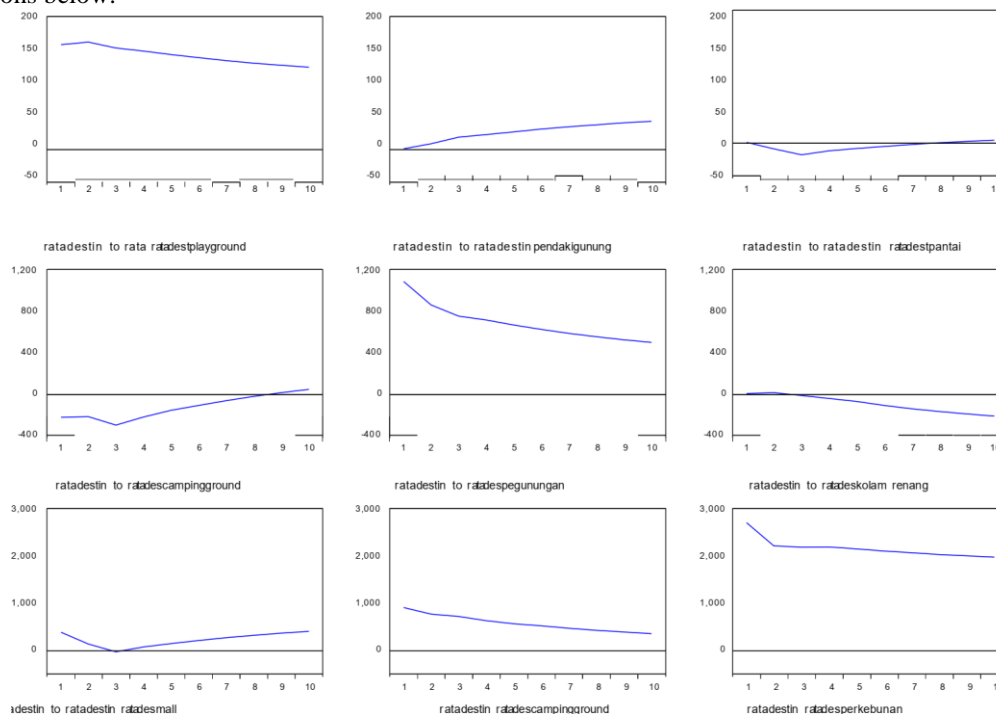 ons below.
200 200 200
150 150 150
100 100 100
50 50 50
0 0 0
-50 -50 -50
1 2 3 4 5 6 7 8 9 10 1 2 3 4 5 6 7 8 9 10 1 2 3 4 5 6 7 8 9 1
ratadestin to rata ratadestplayground ratadestin to ratadestin pendakigunung ratadestin to ratadestin ratadestpantai
1,200 1,200 1,200
800 800 800
400 400 400
0 0 0
-400 -400 -400
1 2 3 4 5 6 7 8 9 10 1 2 3 4 5 6 7 8 9 10 1 2 3 4 5 6 7 8 9 1
ratadestin to ratadescampingground ratadestin to ratadespegunungan ratadestin to ratadeskolam renang
3,000 3,000 3,000
2,000 2,000 2,000
1,000 1,000 1,000
0 0 0
1 2 3 4 5 6 7 8 9 10 1 2 3 4 5 6 7 8 9 10 1 2 3 4 5 6 7 8 9 1
adestin to ratadestin ratadesmall ratadestin ratadescampingground ratadestin ratadesperkebunan